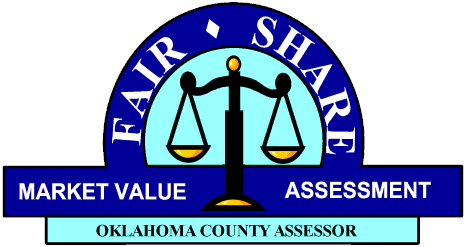 FAIR ♦ SHARE
MARKET VALUE ASSESSMENT
OKLAHOMA COUNTY ASSESSOR